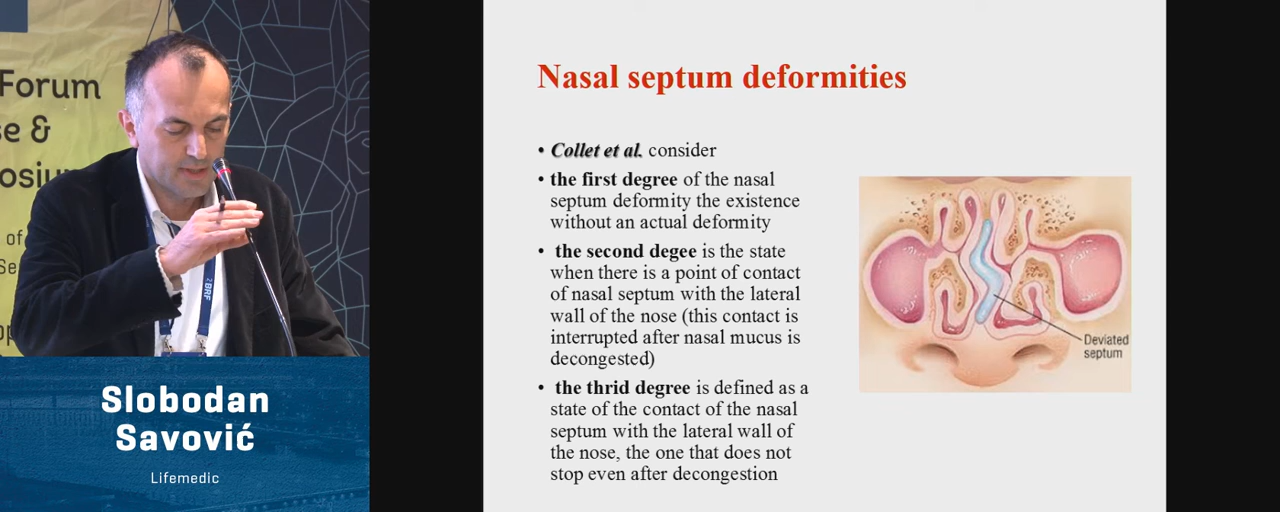 Forum
se &
osiu
of
Se
op
BRF
Slobodan
Savović
Lifemedic
Nasal septum deformities
• Collet et al. consider
• the first degree of the nasal
septum deformity the existence
without an actual deformity
• the second degee is the state
when there is a point of contact
of nasal septum with the lateral
wall of the nose (this contact is
interrupted after nasal mucus is
decongested)
• the thrid degree is defined as a
state of the contact of the nasal
septum with the lateral wall of
the nose, the one that does not
stop even after decongestion
Deviated
septum